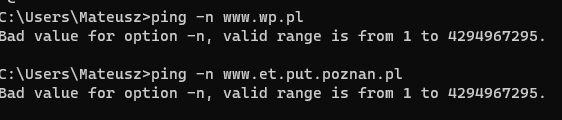 C:\Users\Mateusz>ping -n www.wp.pl
Bad value for option -n, valid range is from 1 to 4294967295.
C:\Users\Mateusz>ping -n www.et.put.poznan.pl
Bad value for option -n, valid range is from 1 to 4294967295.